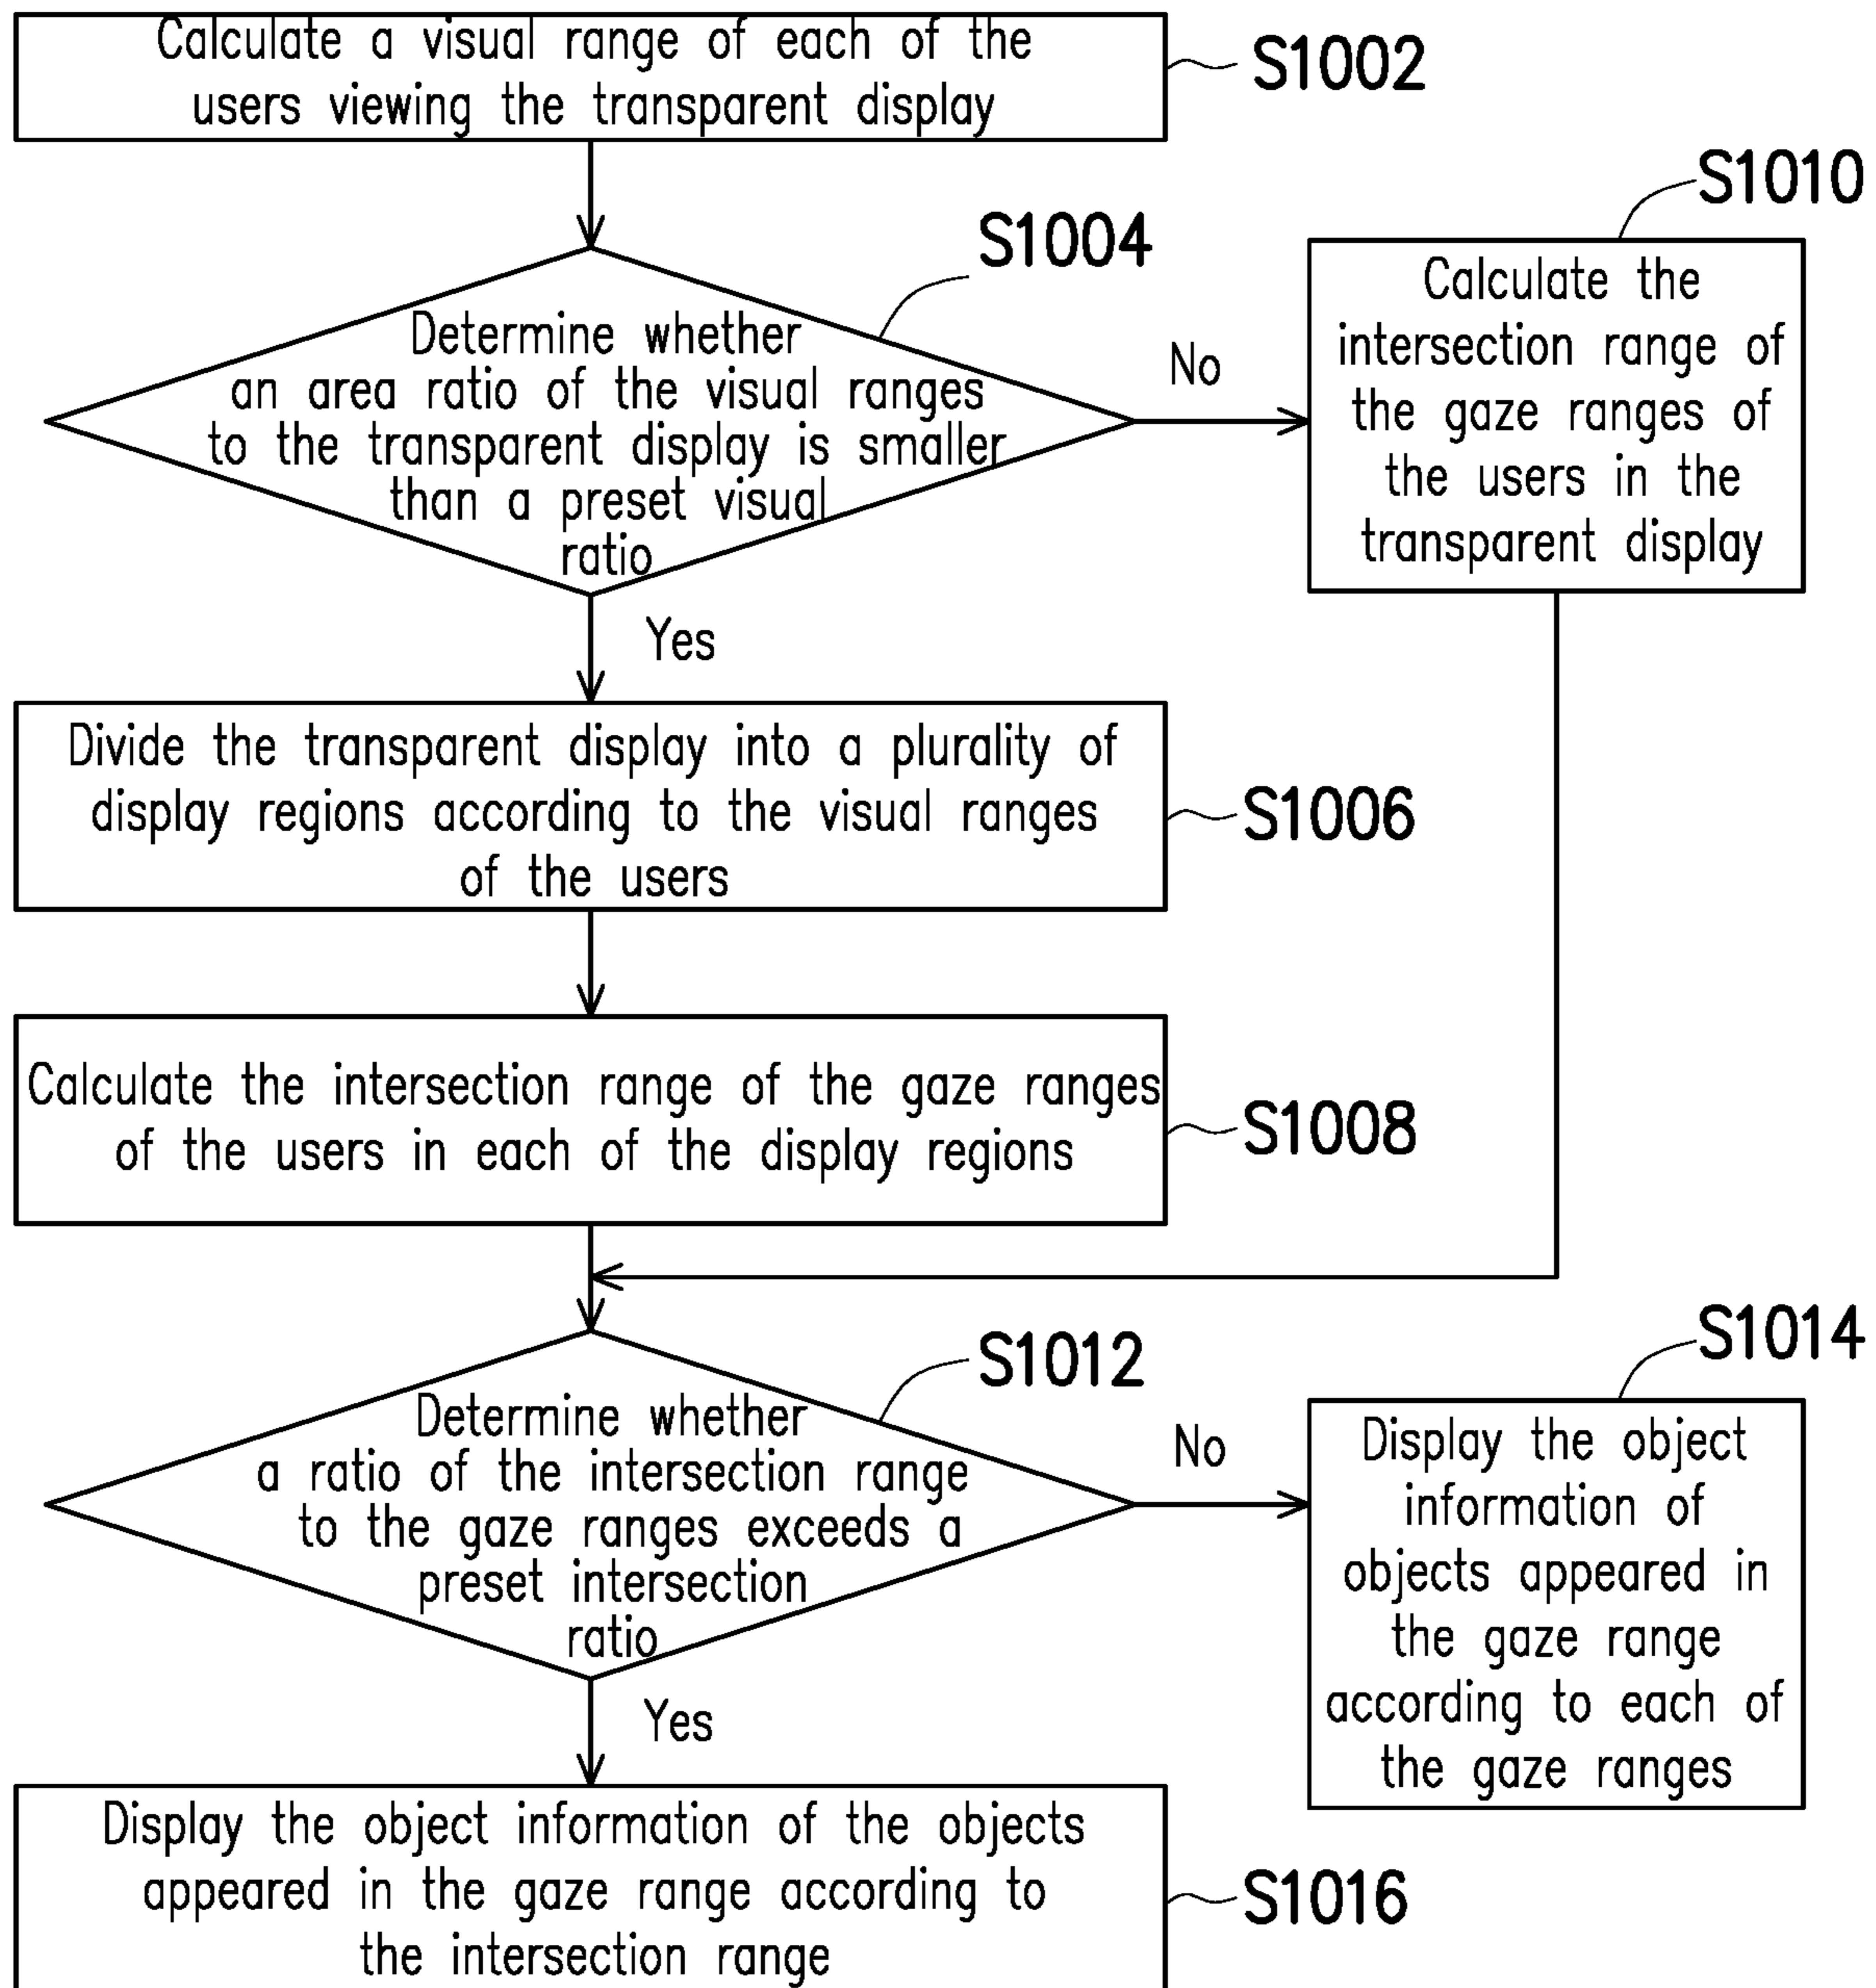 Calculate a visual range of each of the
users viewing the transparent display
S1002
S1004
Determine whether
an area ratio of the visual ranges
to the transparent display is smaller
than a preset visual
ratio
No
Yes
S1010
Calculate the
intersection range of
the gaze ranges of
the users in the
transparent display
Divide the transparent display into a plurality of
display regions according to the visual ranges
of the users
S1006
Calculate the intersection range of the gaze ranges
of the users in each of the display regions
S1008
S1012
Determine whether
a ratio of the intersection range
to the gaze ranges exceeds a
preset intersection
ratio
No
Yes
S1014
Display the object
information of
objects appeared in
the gaze range
according to each of
the gaze ranges
Display the object information of the objects
appeared in the gaze range according to
the intersection range
S1016